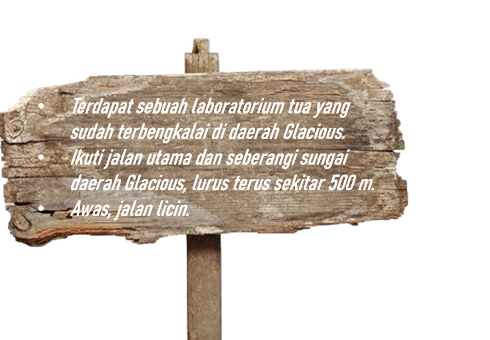 • Terdapat sebuah laboratorium tua yang
sudah terbengkalai di daerah Glacious.
• Ikuti jalan utama dan seberangi sungai
daerah Glacious, lurus terus sekitar 500 m.
• Awas, jalan licin.